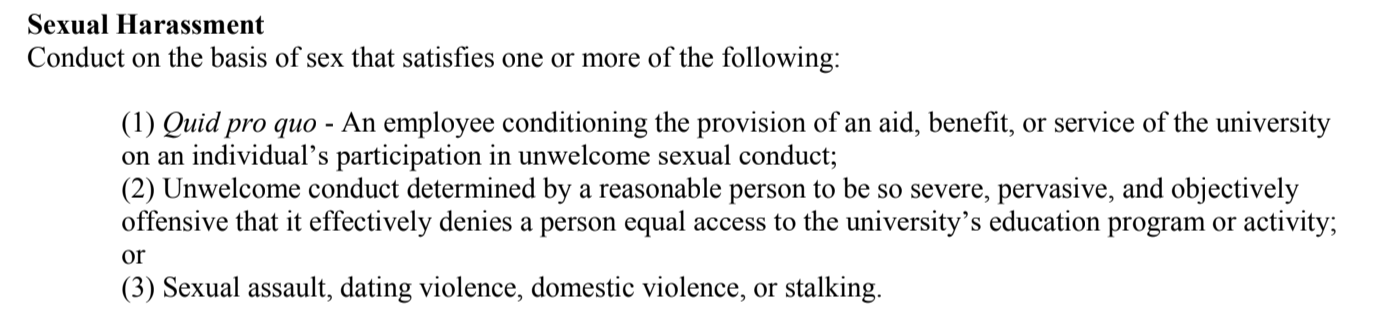 Sexual Harassment
Conduct on the basis of sex that satisfies one or more of the following:
(1) Quid pro quo - An employee conditioning the provision of an aid, benefit, or service of the university
on an individual’s participation in unwelcome sexual conduct;
(2) Unwelcome conduct determined by a reasonable person to be so severe, pervasive, and objectively
offensive that it effectively denies a person equal access to the university’s education program or activity;
or
(3) Sexual assault, dating violence, domestic violence, or stalking.